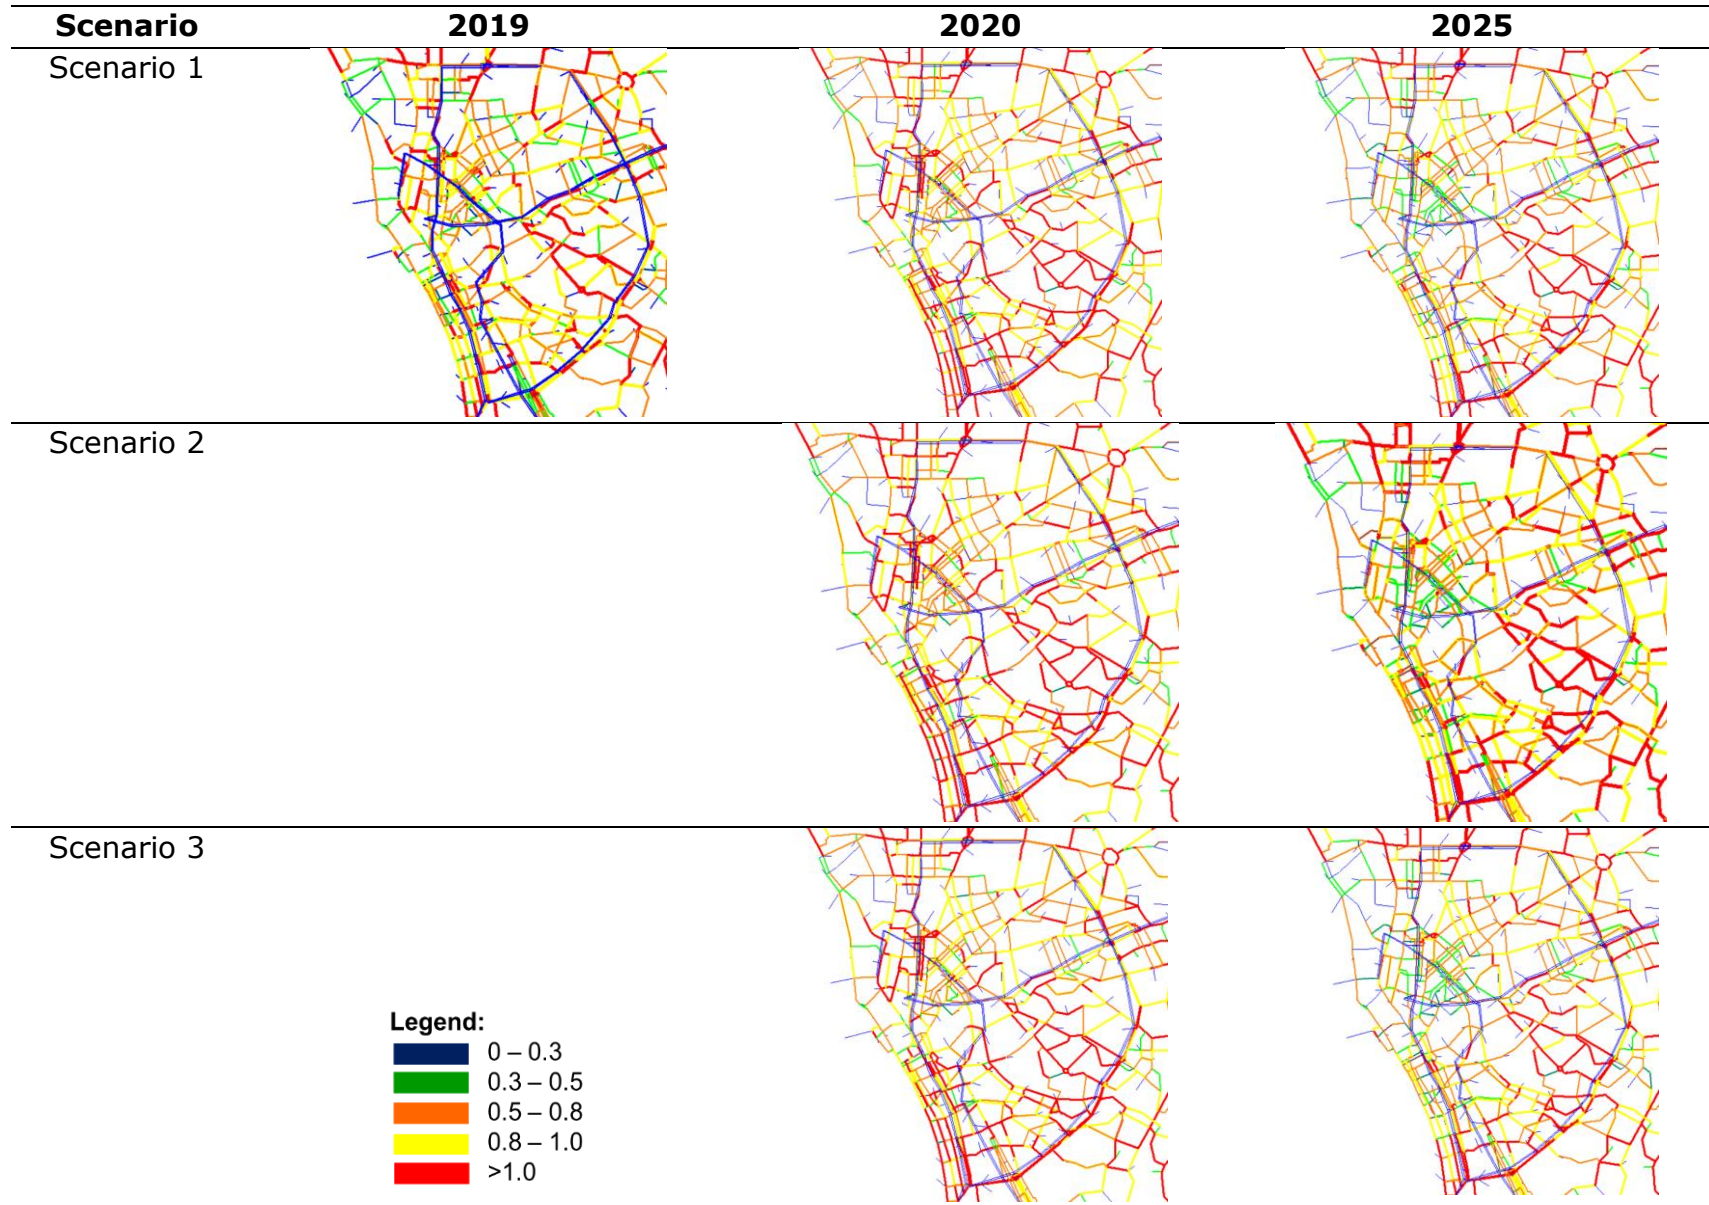 Scenario 2019 2020 2025
Scenario 1
Scenario 2
Scenario 3
Legend:
0 – 0.3
0.3 – 0.5
0.5 – 0.8
0.8 – 1.0
>1.0